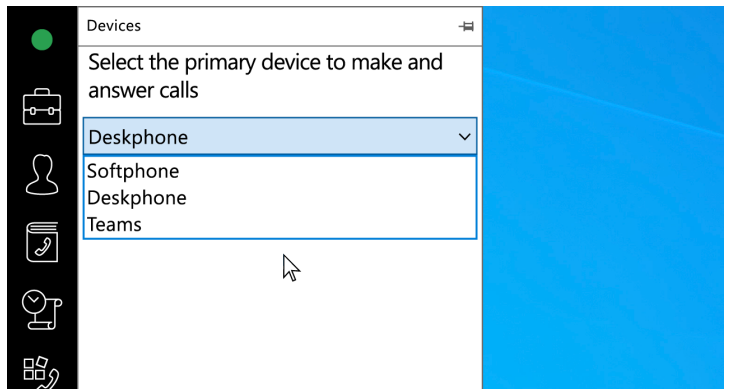 Devices
Select the primary device to make and
answer calls
Deskphone
Softphone
Deskphone
Teams